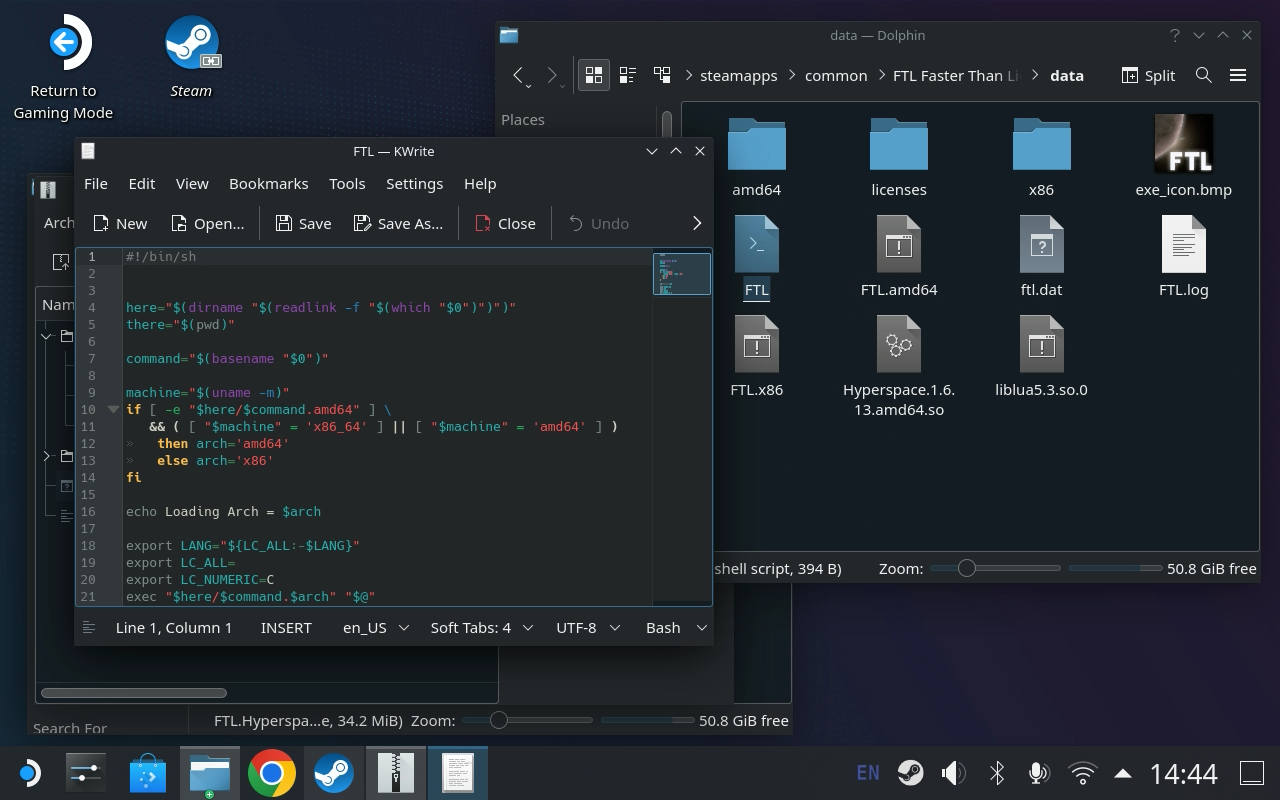 Return to
Gaming Mode
Steam
data — Dolphin
steamapps
common
FTL Faster Than Li
data
Split
Places
amd64
licenses
x86
exe_icon.bmp
FTL
FTL
FTL.amd64
ftl.dat
FTL.log
FTL.x86
Hyperspace.1.6.
13.amd64.so
liblua5.3.so.0
shell script, 394 B)
Zoom:
50.8 GiB free
FTL — KWrite
File
Edit
View
Bookmarks
Tools
Settings
Help
New
Open...
Save
Save As...
Close
Undo
1 #!/bin/sh
2
3
4 here="$(dirname "$(readlink -f "$(which "$0")")")"
5 there="$(pwd)"
6
7 command="$(basename "$0")"
8
9 machine="$(uname -m)"
10 if [ -e "$here/$command.amd64" ] \
11    && ( [ "$machine" = 'x86_64' ] || [ "$machine" = 'amd64' ] )
12 »   then arch='amd64'
13 »   else arch='x86'
14 fi
15
16 echo Loading Arch = $arch
17
18 export LANG="${LC_ALL:-$LANG}"
19 export LC_ALL=
20 export LC_NUMERIC=C
21 exec "$here/$command.$arch" "$@"
Line 1, Column 1
INSERT
en_US
Soft Tabs: 4
UTF-8
Bash
Arch
Nam
Search For
FTL.Hyperspa...e, 34.2 MiB)
Zoom:
50.8 GiB free
EN
14:44